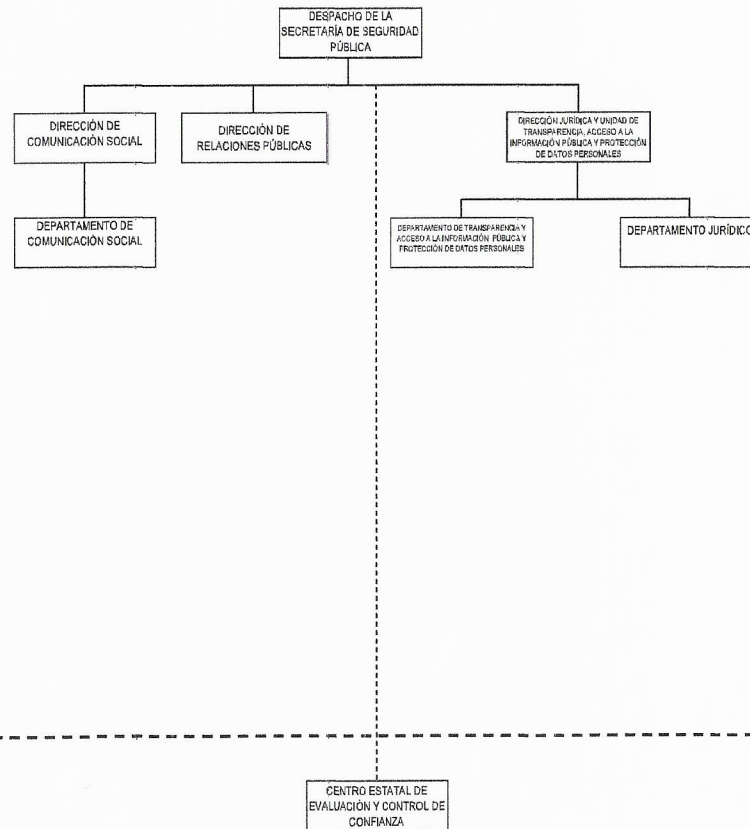 DESPACHO DE LA
SECRETARÍA DE SEGURIDAD
PÚBLICA
DIRECCIÓN DE
COMUNICACIÓN SOCIAL
DIRECCIÓN DE
RELACIONES PÚBLICAS
DIRECCIÓN JURÍDICA Y UNIDAD DE
TRANSPARENCIA, ACCESO A LA
INFORMACIÓN PÚBLICA Y PROTECCIÓN
DE DATOS PERSONALES
DEPARTAMENTO DE
COMUNICACIÓN SOCIAL
DEPARTAMENTO DE TRANSPARENCIA Y
ACCESO A LA INFORMACIÓN PÚBLICA Y
PROTECCIÓN DE DATOS PERSONALES
DEPARTAMENTO JURÍDICO
CENTRO ESTATAL DE
EVALUACIÓN Y CONTROL DE
CONFIANZA